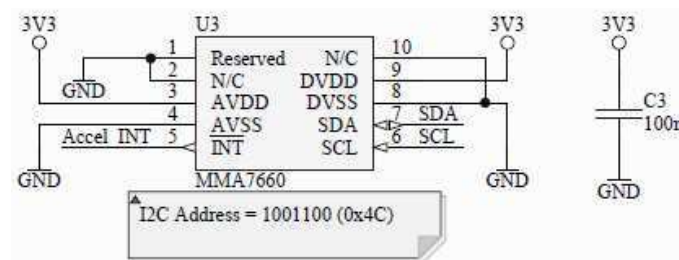 3V3
U3
3V3
3V3
1 Reserved N/C 10
2 N/C DVDD 9
3 AVDD DVSS 8
4 AVSS SDA 7 SDA
Accel INT 5 INT SCL 6 SCL
GND
C3
100n
GND
GND
GND
MMA7660
I2C Address = 1001100 (0x4C)